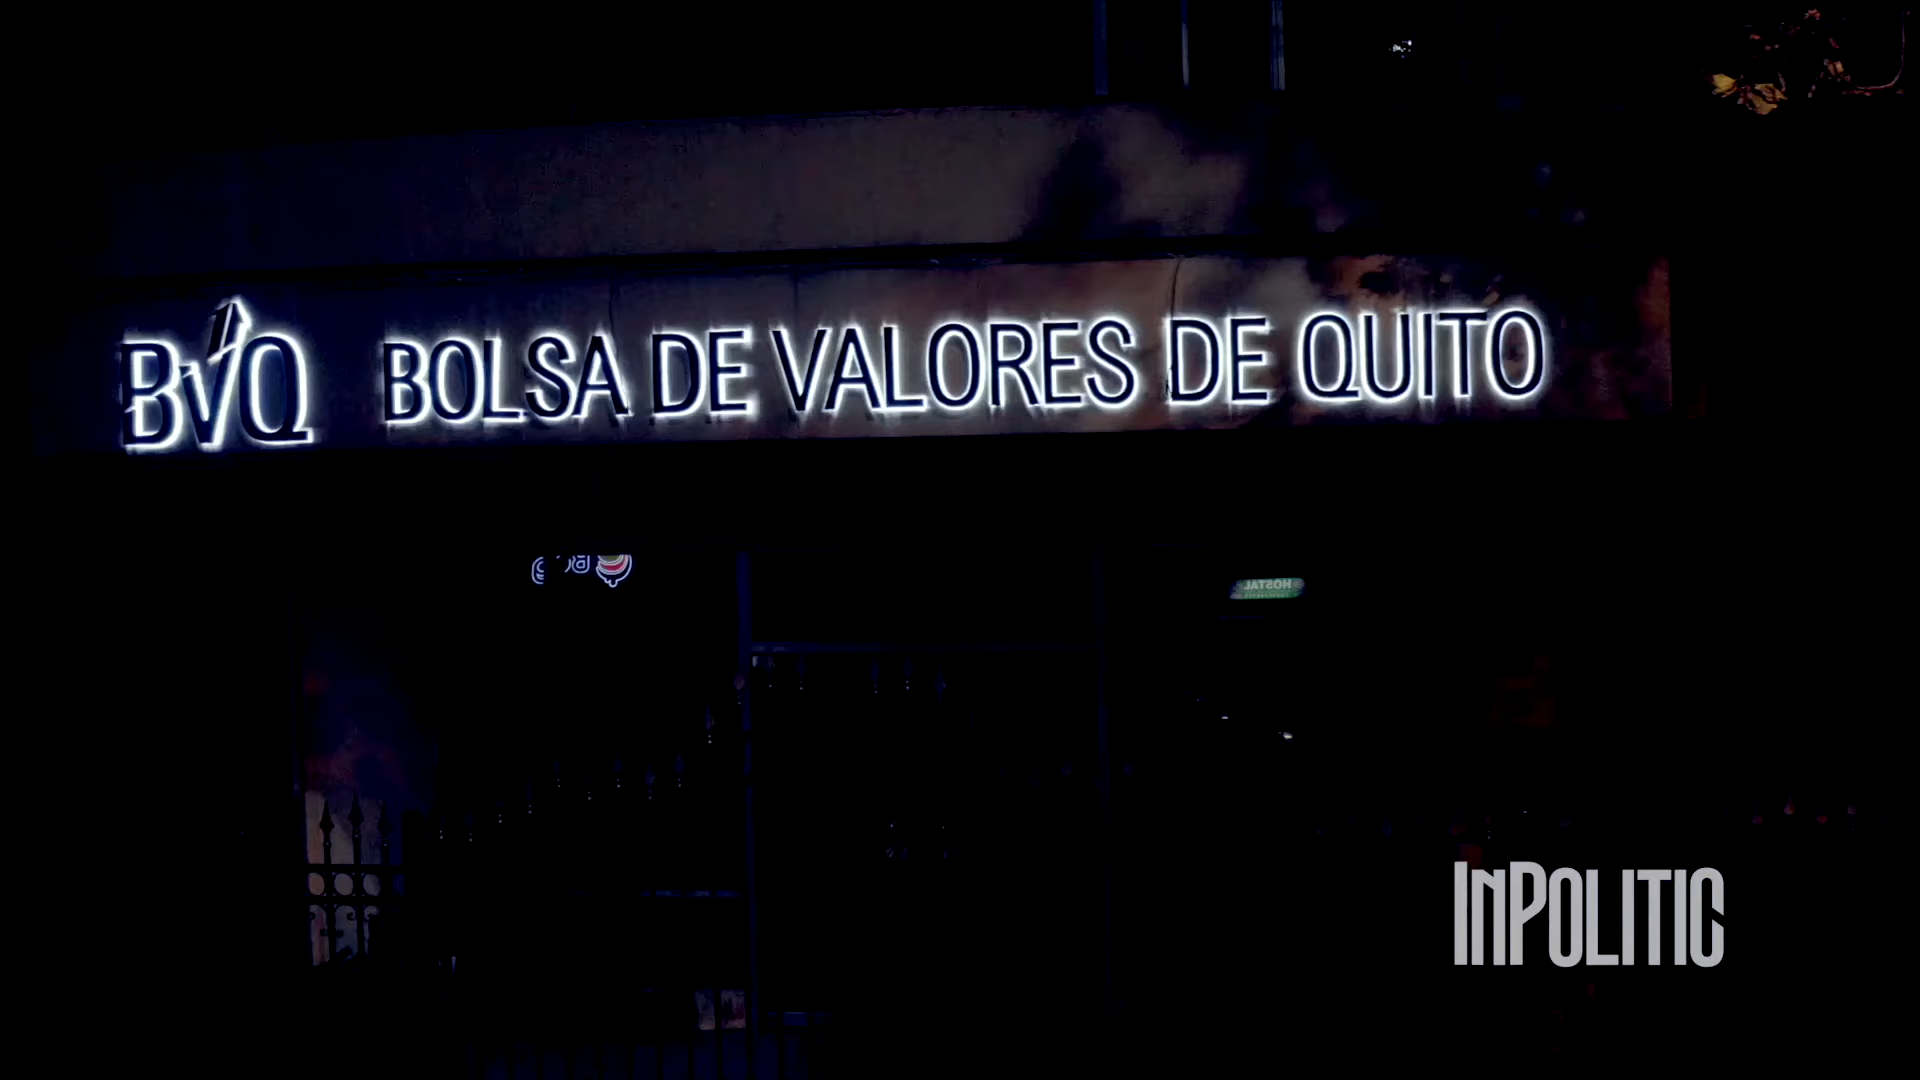 BVQ BOLSA DE VALORES DE QUITO
HOSTAL
INPOLITIC